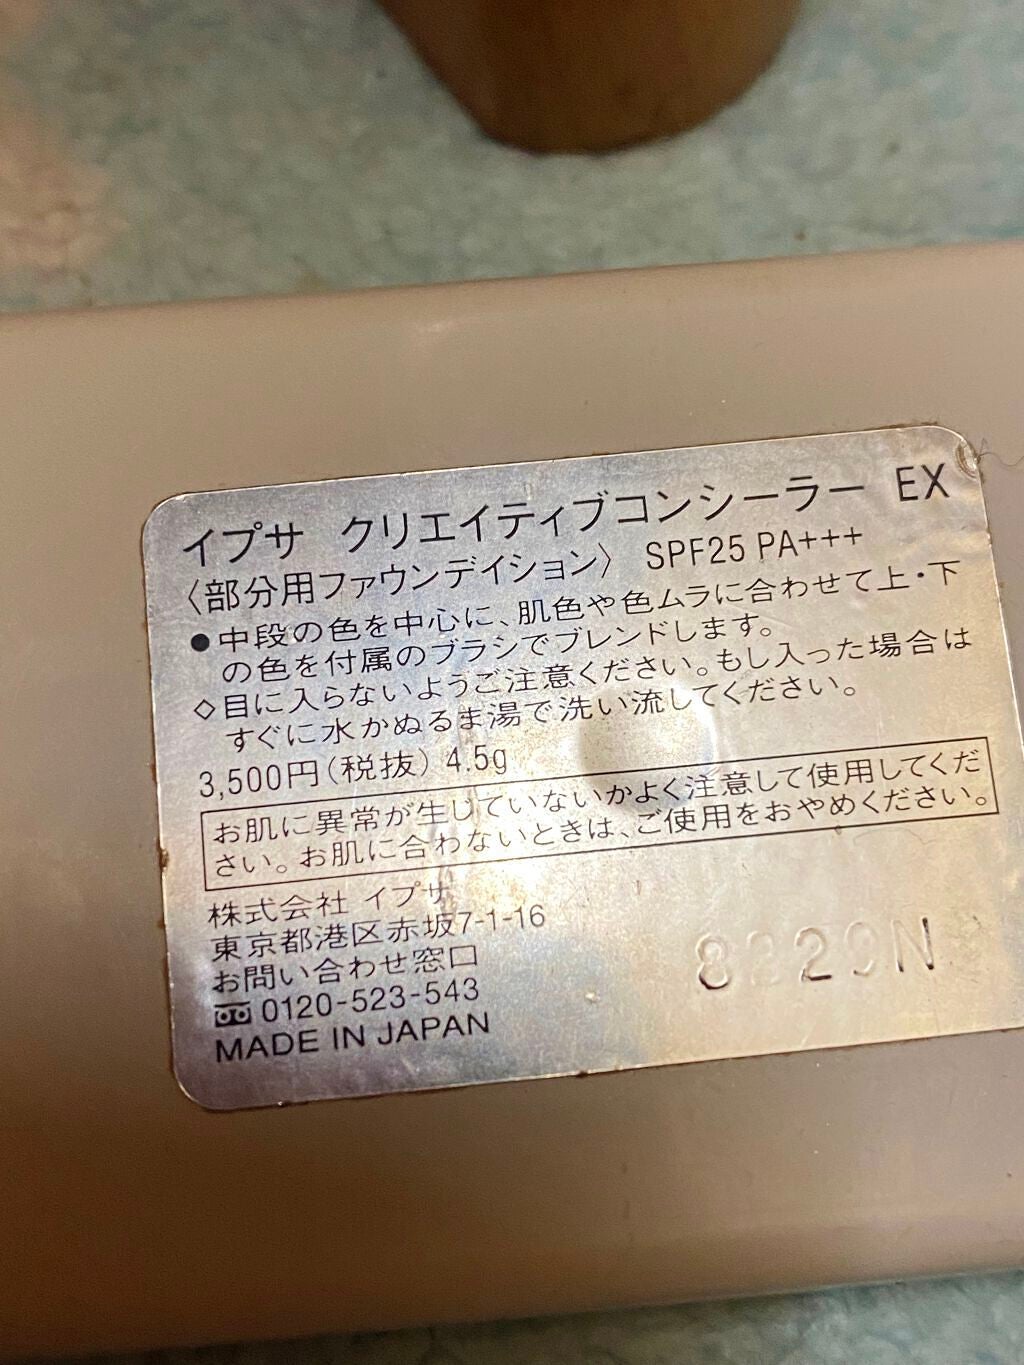 イプサ クリエイティブコンシーラー EX
〈部分用ファウンデイション〉 SPF25 PA+++
●中段の色を中心に、肌色や色ムラに合わせて上・下
の色を付属のブラシでブレンドします。
◇目に入らないようご注意ください。もし入った場合は
すぐに水かぬるま湯で洗い流してください。
3,500円(税抜) 4.5g
お肌に異常が生じていないかよく注意して使用してくだ
さい。お肌に合わないときは、ご使用をおやめください。
株式会社 イプサ
東京都港区赤坂7-1-16
お問い合わせ窓口
0120-523-543
MADE IN JAPAN